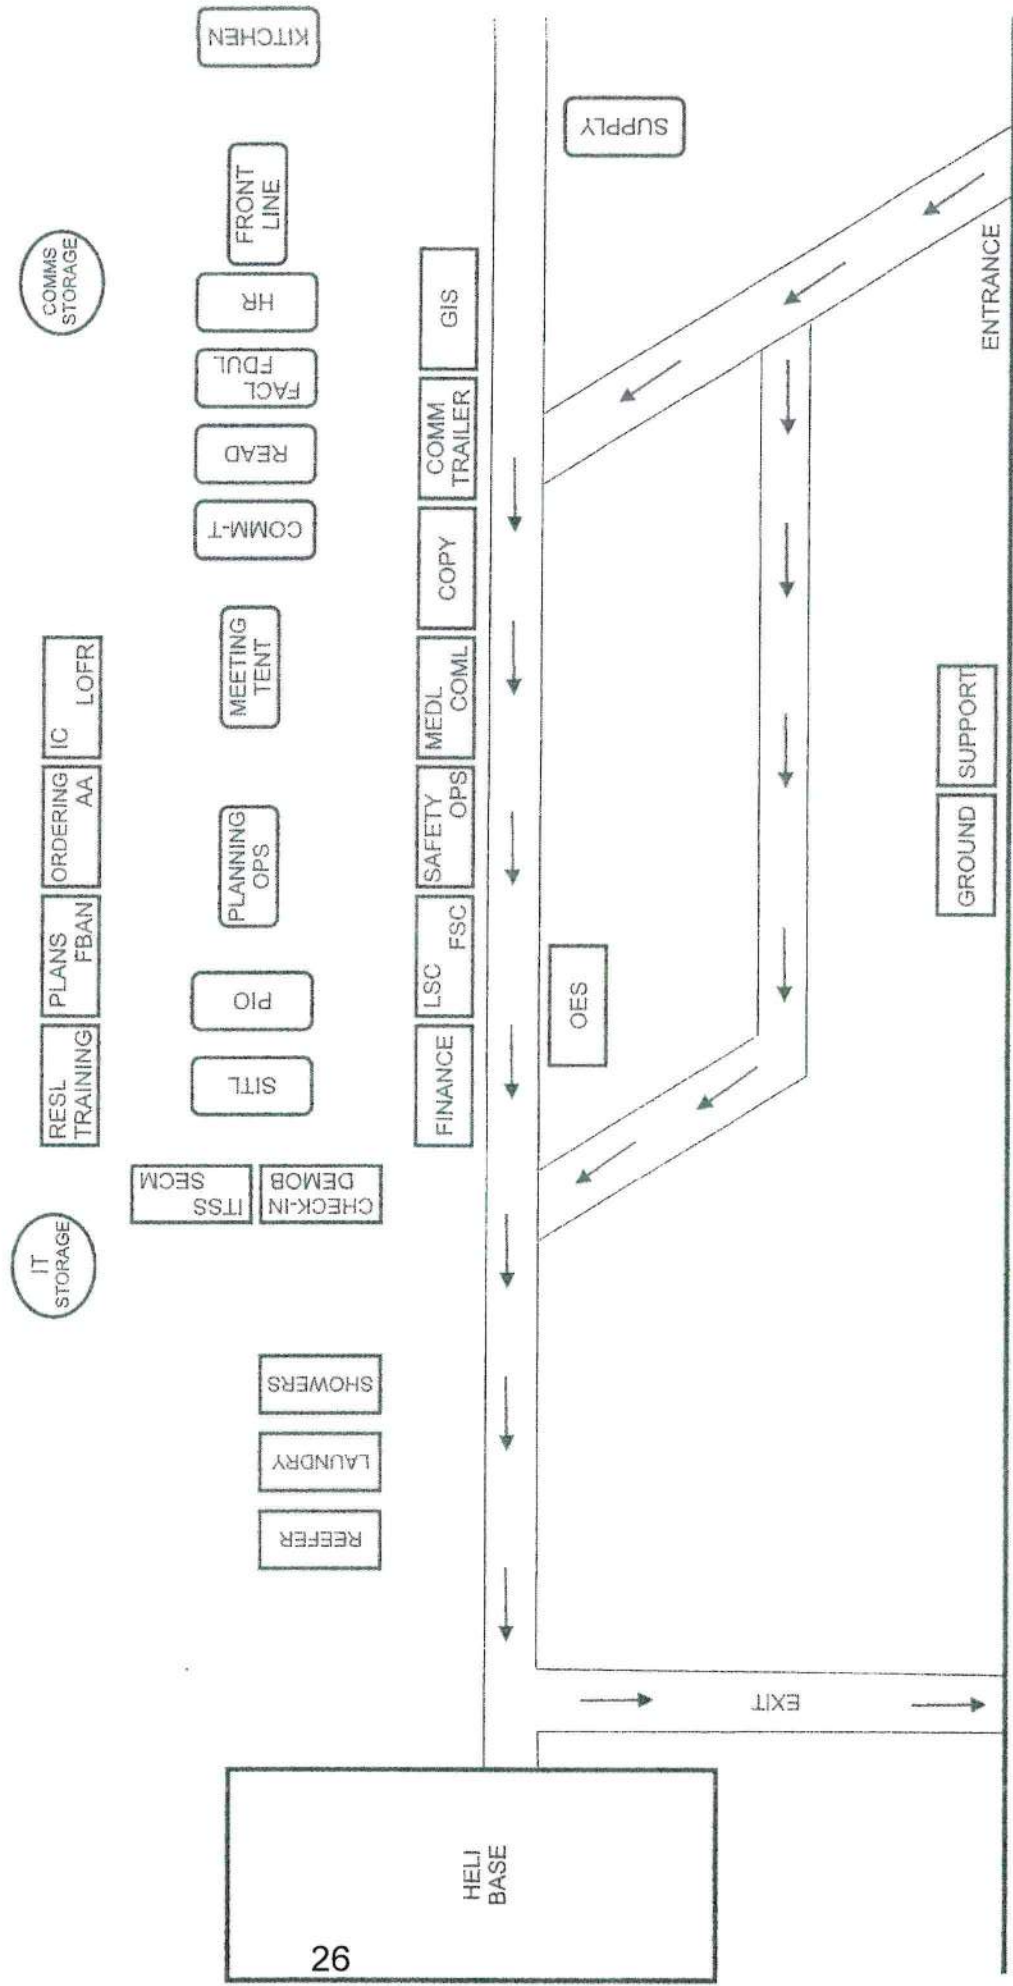 KITCHEN
SUPPLY
FRONT
LINE
COMMS
STORAGE
HR
GIS
ENTRANCE
FACL
FDUL
READ
COMM
TRAILER
COMM-T
COPY
IC
LOFR
MEETING
TENT
MEDL
COML
SUPPORT
ORDERING
AA
PLANNING
OPS
SAFETY
OPS
GROUND
PLANS
FBAN
PIO
LSC
FSC
OES
RESL
TRAINING
SITL
FINANCE
ITSS
SECM
CHECK-IN
DEMOB
IT
STORAGE
SHOWERS
LAUNDRY
REEFER
EXIT
HELI
BASE
26